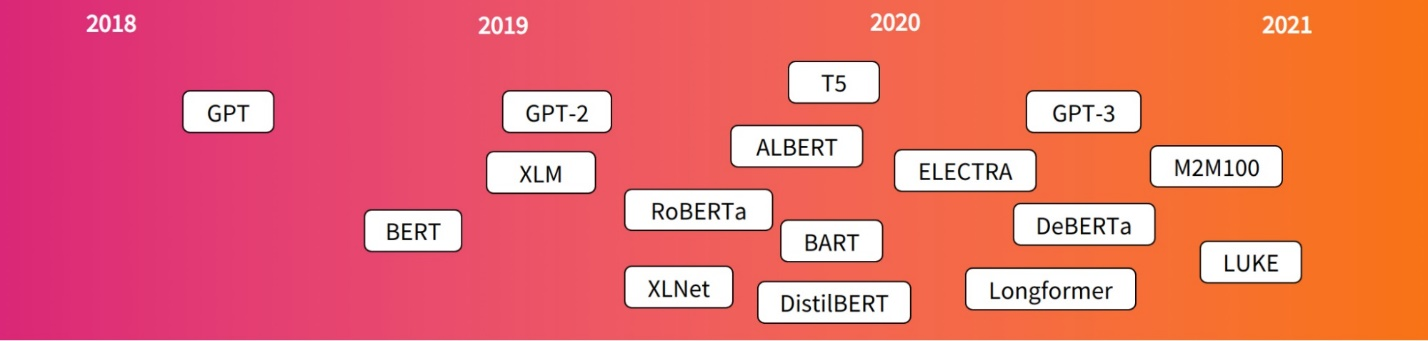 2018
2019
2020
2021
T5
GPT
GPT-2
GPT-3
ALBERT
XLM
ELECTRA
M2M100
RoBERTa
BERT
BART
DeBERTa
LUKE
XLNet
DistilBERT
Longformer